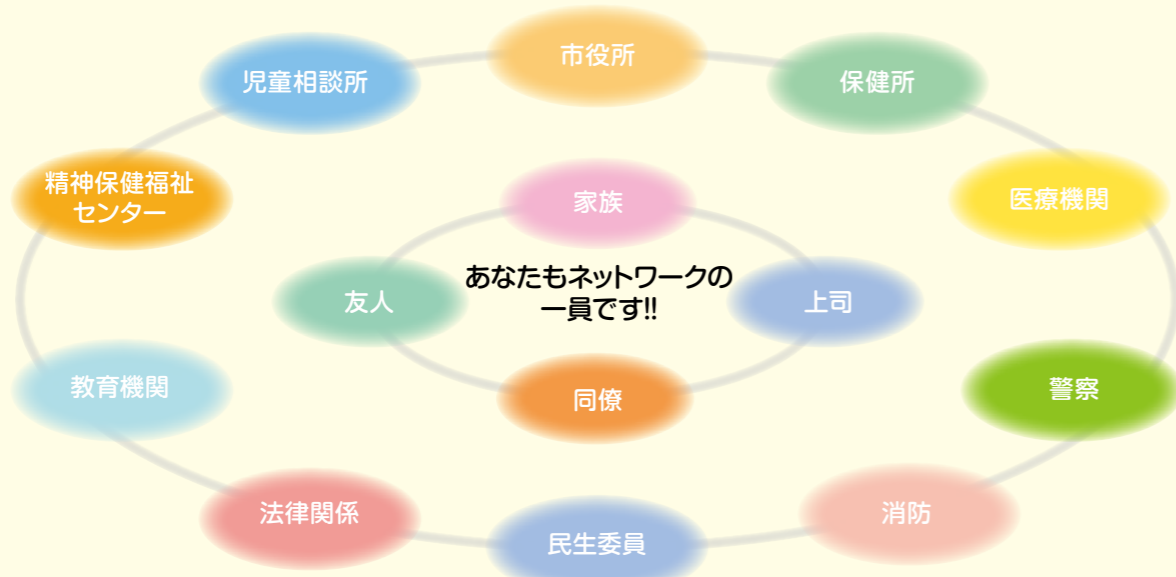 市役所
児童相談所
保健所
精神保健福祉
センター
医療機関
家族
あなたもネットワークの
一員です!!
友人
上司
教育機関
警察
同僚
法律関係
消防
民生委員